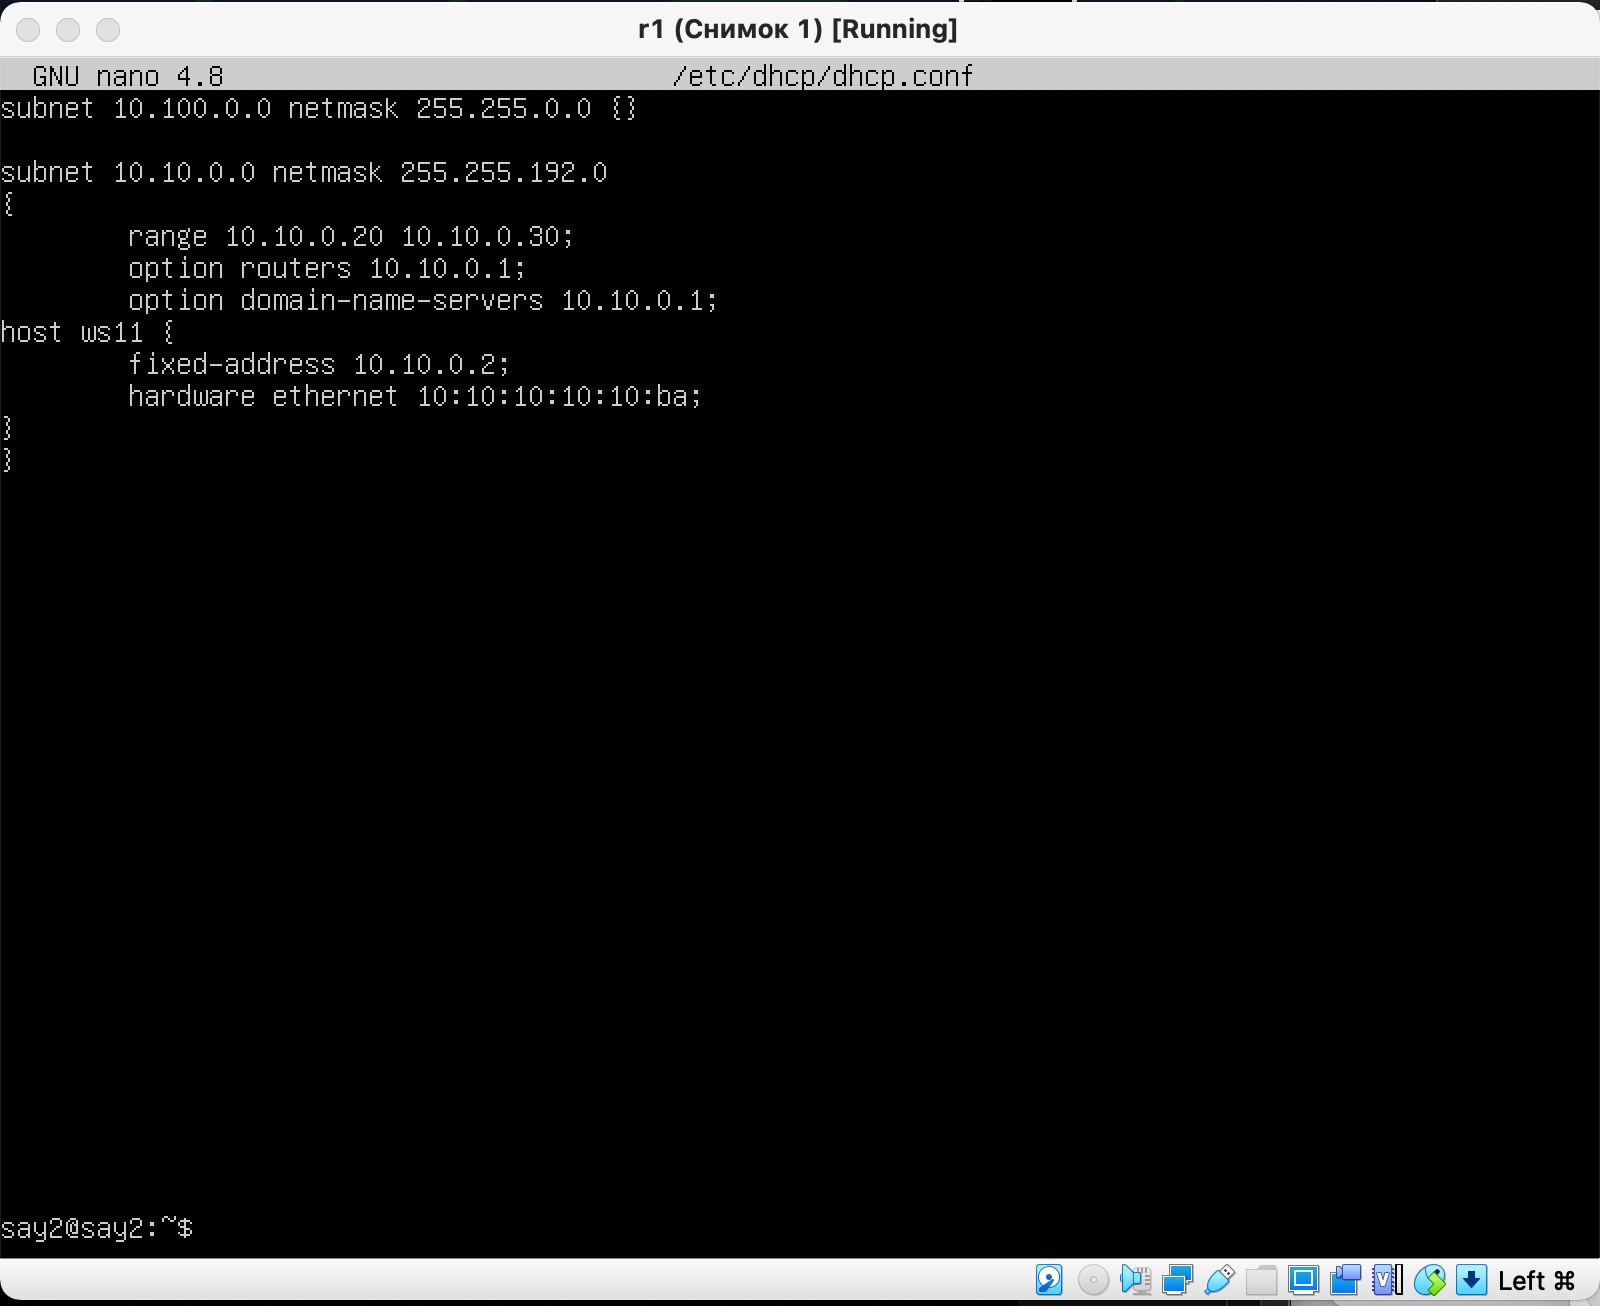 r1 (Снимок 1) [Running]
GNU nano 4.8 /etc/dhcp/dhcp.conf
subnet 10.100.0.0 netmask 255.255.0.0 {}
subnet 10.10.0.0 netmask 255.255.192.0
{
range 10.10.0.20 10.10.0.30;
option routers 10.10.0.1;
option domain-name-servers 10.10.0.1;
host ws11 {
fixed-address 10.10.0.2;
hardware ethernet 10:10:10:10:10:ba;
}
}
say2@say2:~$
Left ⌘